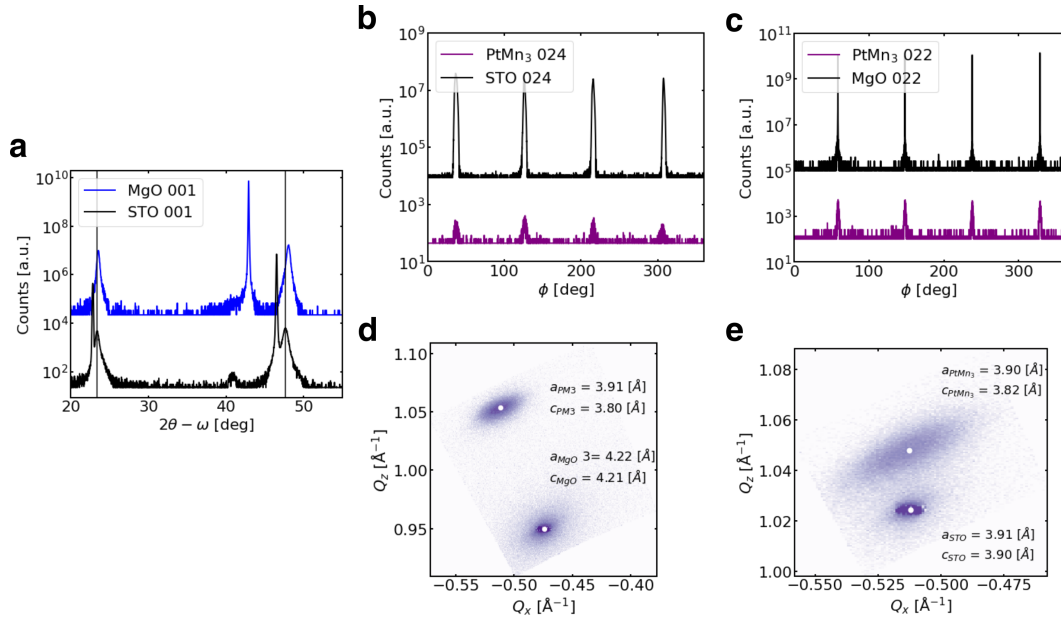 a
MgO 001
STO 001
Counts [a.u.]
10^10
10^8
10^6
10^4
10^2
20
30
40
50
2θ − ω [deg]
b
PtMn₃ 024
STO 024
Counts [a.u.]
10^9
10^7
10^5
10^3
10^1
0
100
200
300
ϕ [deg]
c
PtMn₃ 022
MgO 022
Counts [a.u.]
10^11
10^9
10^7
10^5
10^3
10^1
0
100
200
300
ϕ [deg]
d
a_PM3 = 3.91 [Å]
c_PM3 = 3.80 [Å]
a_MgO 3= 4.22 [Å]
c_MgO = 4.21 [Å]
Q_z [Å⁻¹]
1.10
1.05
1.00
0.95
−0.55
−0.50
−0.45
−0.40
Q_x [Å⁻¹]
e
a_PtMn₃ = 3.90 [Å]
c_PtMn₃ = 3.82 [Å]
a_STO = 3.91 [Å]
c_STO = 3.90 [Å]
Q_z [Å⁻¹]
1.08
1.06
1.04
1.02
1.00
−0.550
−0.525
−0.500
−0.475
Q_x [Å⁻¹]